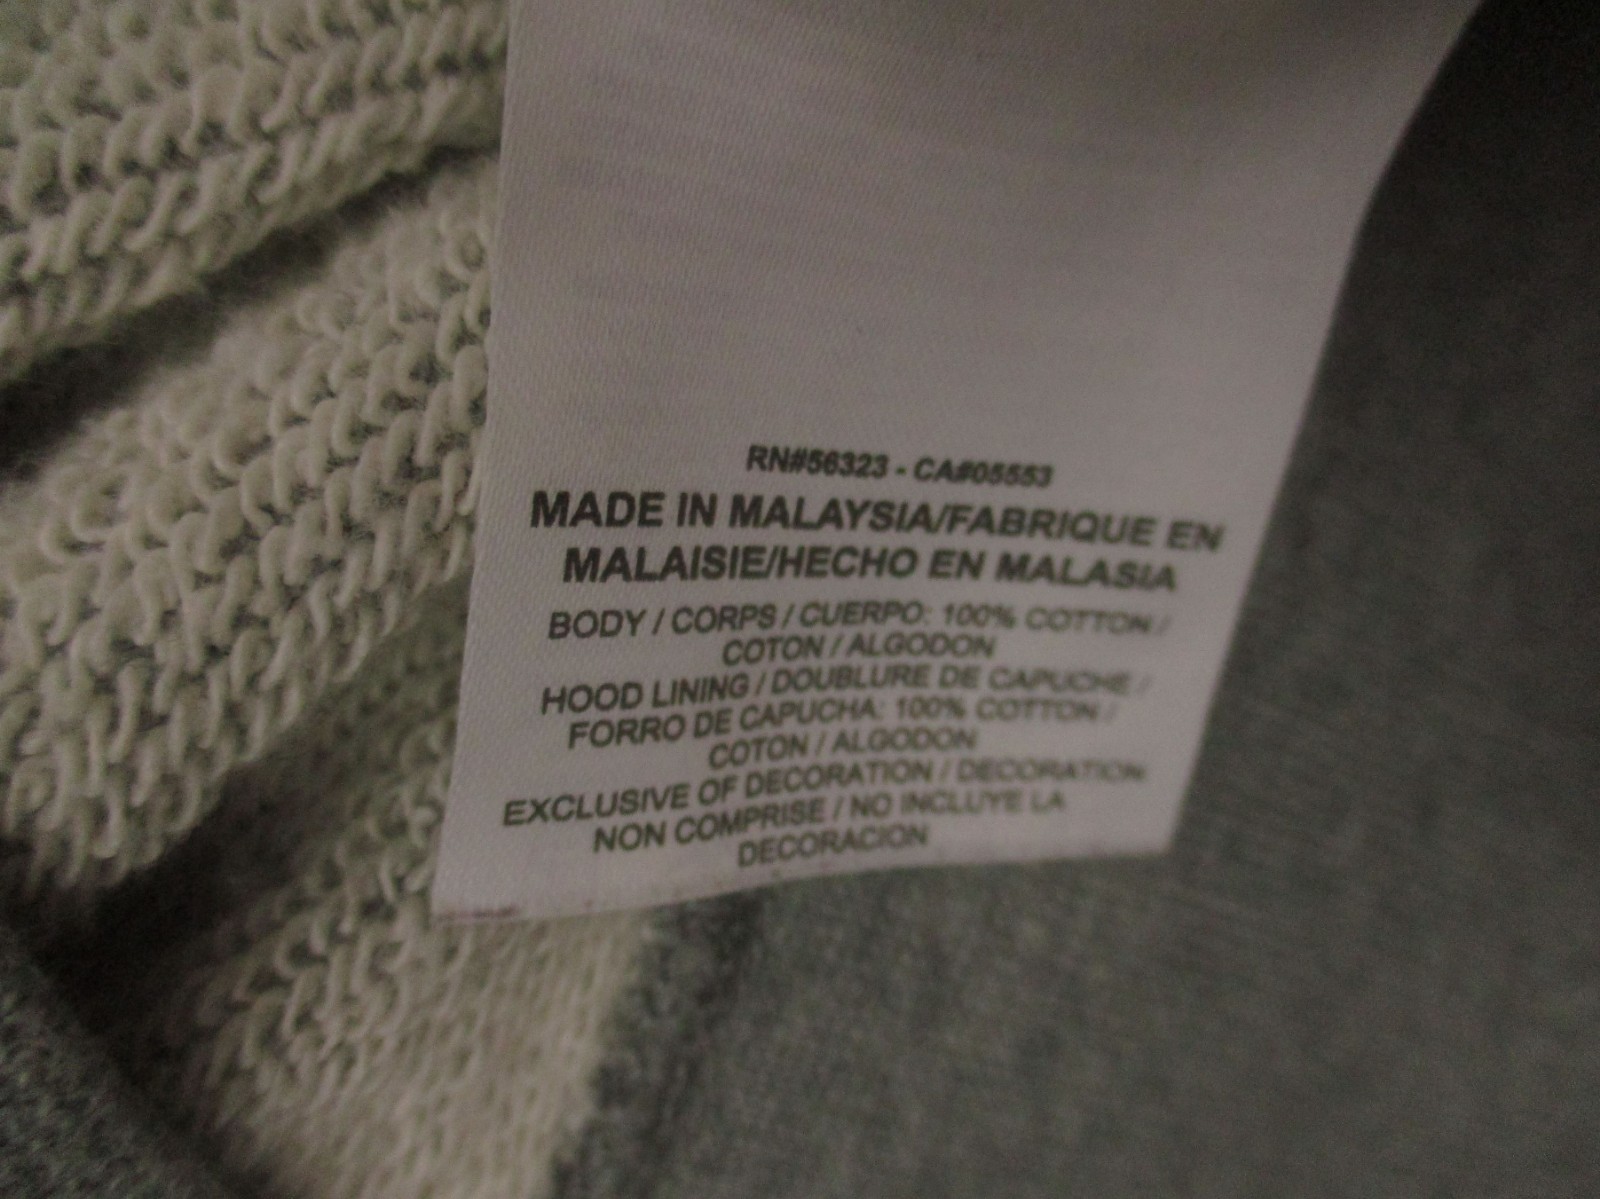 RN#56323 - CA#05553
MADE IN MALAYSIA/FABRIQUE EN
MALAISIE/HECHO EN MALASIA
BODY / CORPS / CUERPO: 100% COTTON /
COTON / ALGODON
HOOD LINING / DOUBLURE DE CAPUCHE /
FORRO DE CAPUCHA: 100% COTTON /
COTON / ALGODON
EXCLUSIVE OF DECORATION / DECORATION
NON COMPRISE / NO INCLUYE LA
DECORACION